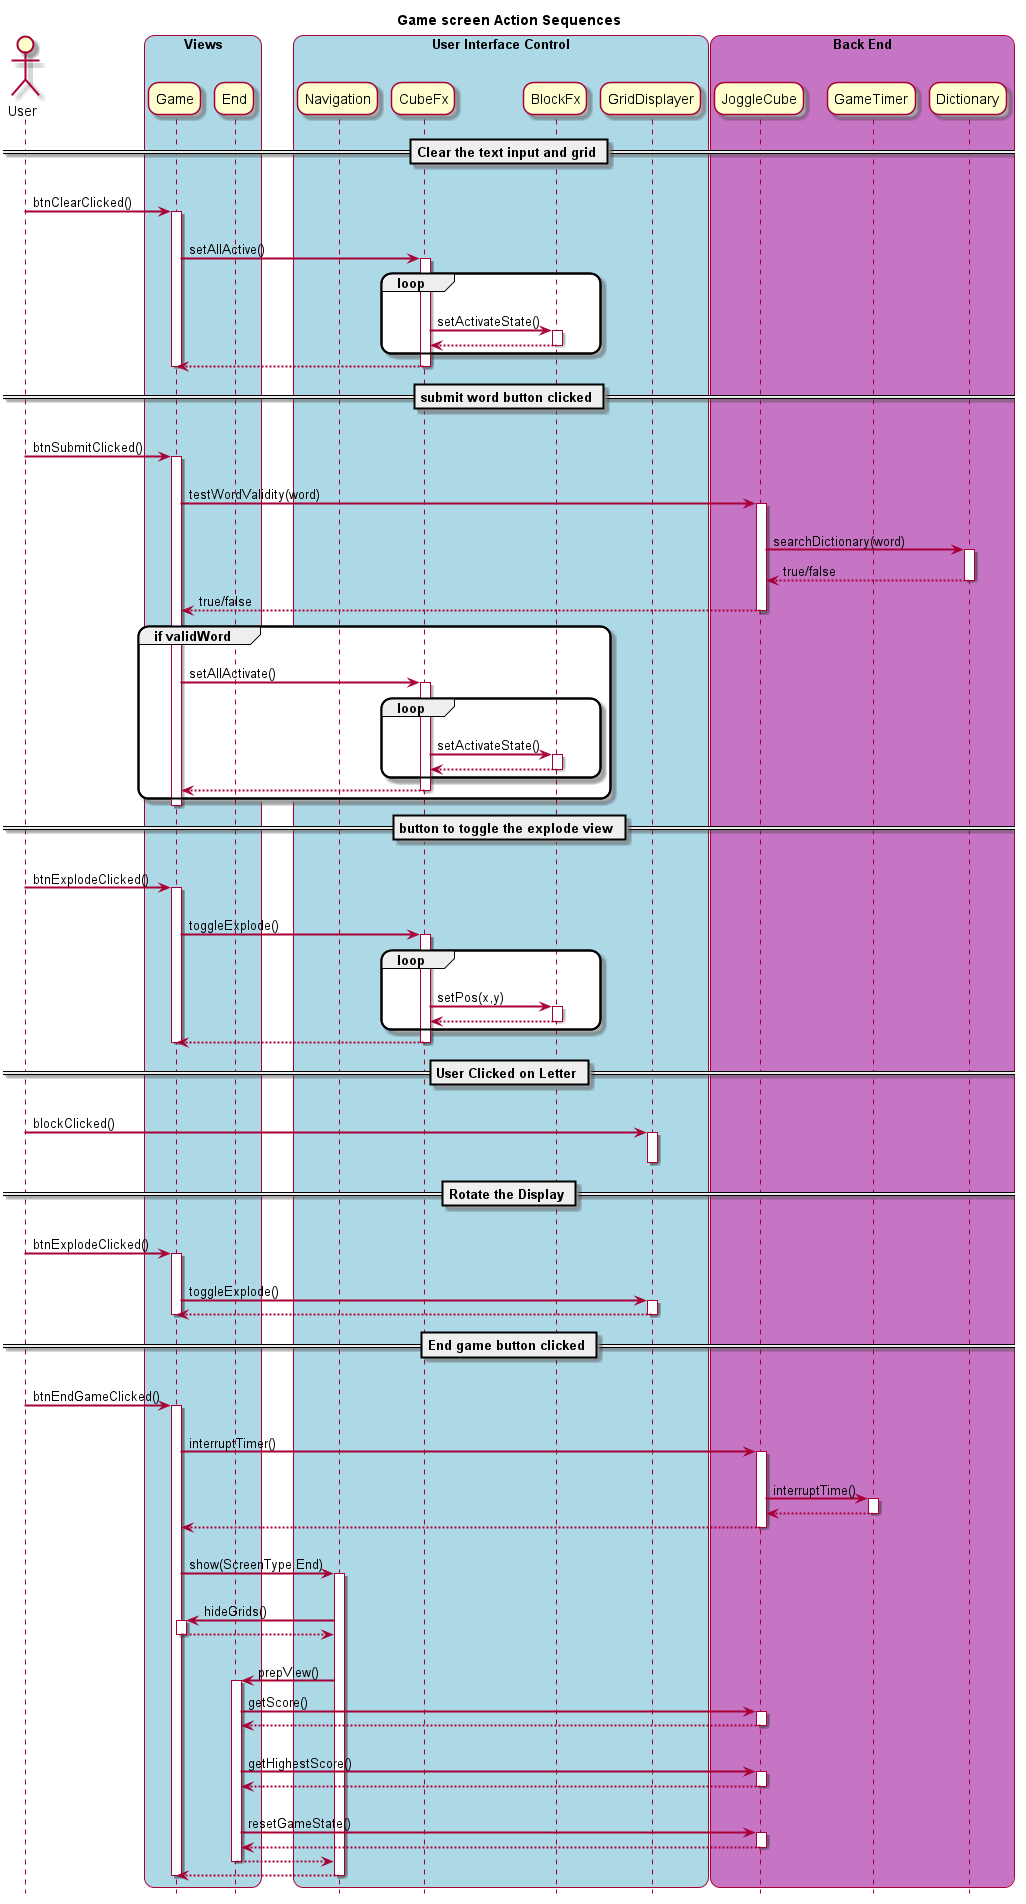 Game screen Action Sequences
Views
User Interface Control
Back End
User
Game
End
Navigation
CubeFx
BlockFx
GridDisplayer
JoggleCube
GameTimer
Dictionary
Clear the text input and grid
btnClearClicked()
setAllActive()
loop
setActivateState()
submit word button clicked
btnSubmitClicked()
testWordValidity(word)
searchDictionary(word)
true/false
true/false
if validWord
setAllActivate()
loop
setActivateState()
button to toggle the explode view
btnExplodeClicked()
toggleExplode()
loop
setPos(x,y)
User Clicked on Letter
blockClicked()
Rotate the Display
btnExplodeClicked()
toggleExplode()
End game button clicked
btnEndGameClicked()
interruptTimer()
interruptTime()
show(ScreenType.End)
hideGrids()
prepView()
getScore()
getHighestScore()
resetGameState()